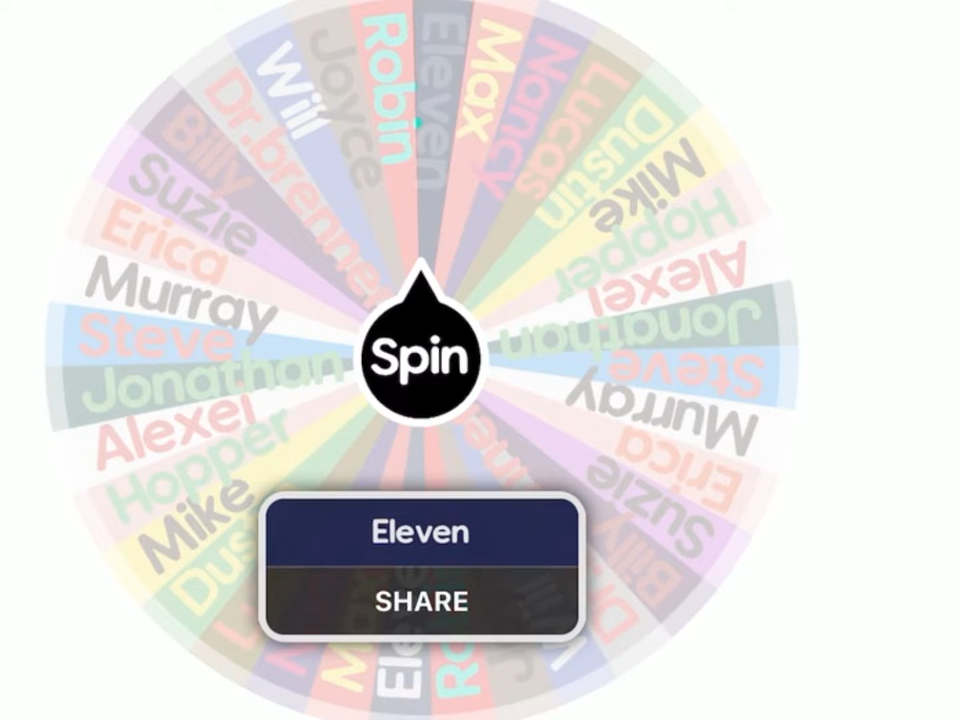 Robin
Eleven
Max
Nancy
Lucas
Dustin
Mike
Hopper
Alexei
Jonathan
Steve
Murray
Erica
Suzie
Billy
Dr.brenner
Will
Joyce
Spin
Billy
Suzie
Erica
Murray
Steve
Jonathan
Alexei
Hopper
Mike
Eleven
SHARE